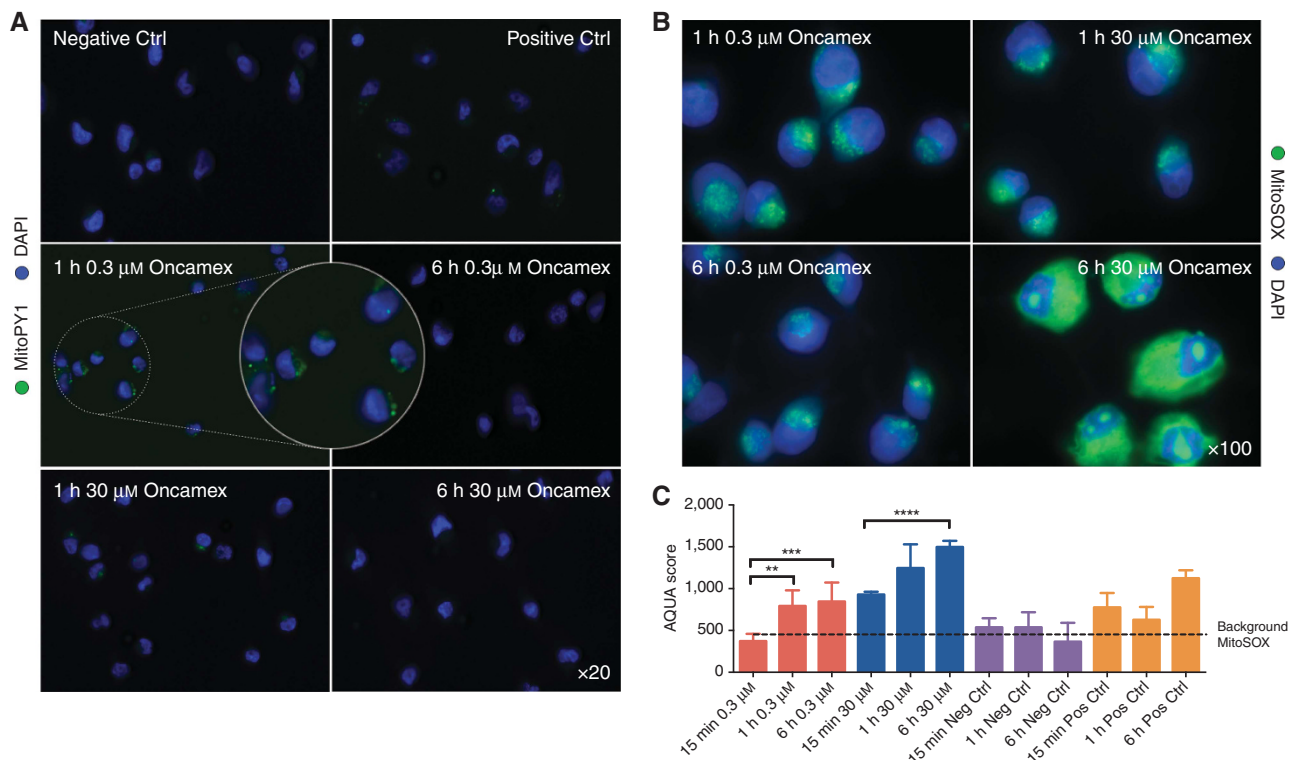 A
Negative Ctrl
Positive Ctrl
1 h 0.3 μM Oncamex
6 h 0.3μ M Oncamex
1 h 30 μM Oncamex
6 h 30 μM Oncamex
×20
MitoPY1 DAPI
B
1 h 0.3 μM Oncamex
1 h 30 μM Oncamex
6 h 0.3 μM Oncamex
6 h 30 μM Oncamex
×100
MitoSOX
DAPI
C
AQUA score
2,000
1,500
1,000
500
0
**
***
****
Background
MitoSOX
15 min 0.3 μM
1 h 0.3 μM
6 h 0.3 μM
15 min 30 μM
1 h 30 μM
6 h 30 μM
15 min Neg Ctrl
1 h Neg Ctrl
6 h Neg Ctrl
15 min Pos Ctrl
1 h Pos Ctrl
6 h Pos Ctrl